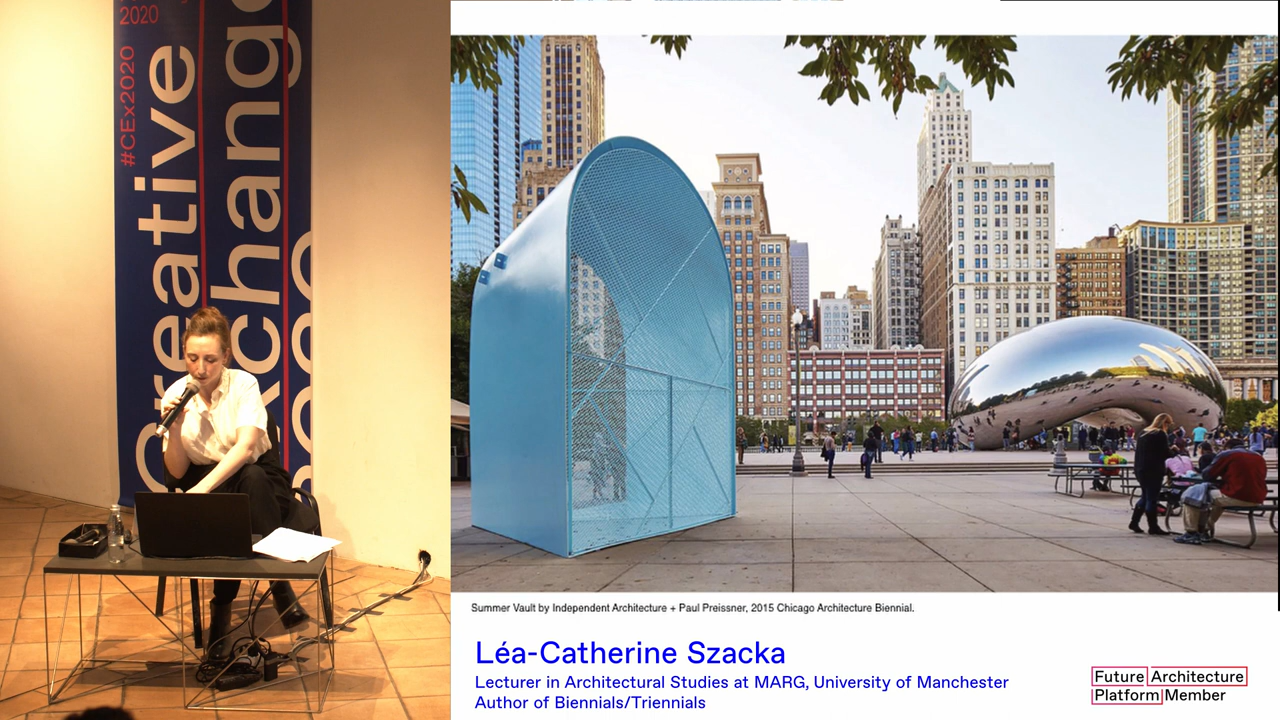 2020
#CEx2020
Creative
Exchange
2020
Summer Vault by Independent Architecture + Paul Preissner, 2015 Chicago Architecture Biennial.
Léa-Catherine Szacka
Lecturer in Architectural Studies at MARG, University of Manchester
Author of Biennials/Triennials
Future Architecture
Platform Member